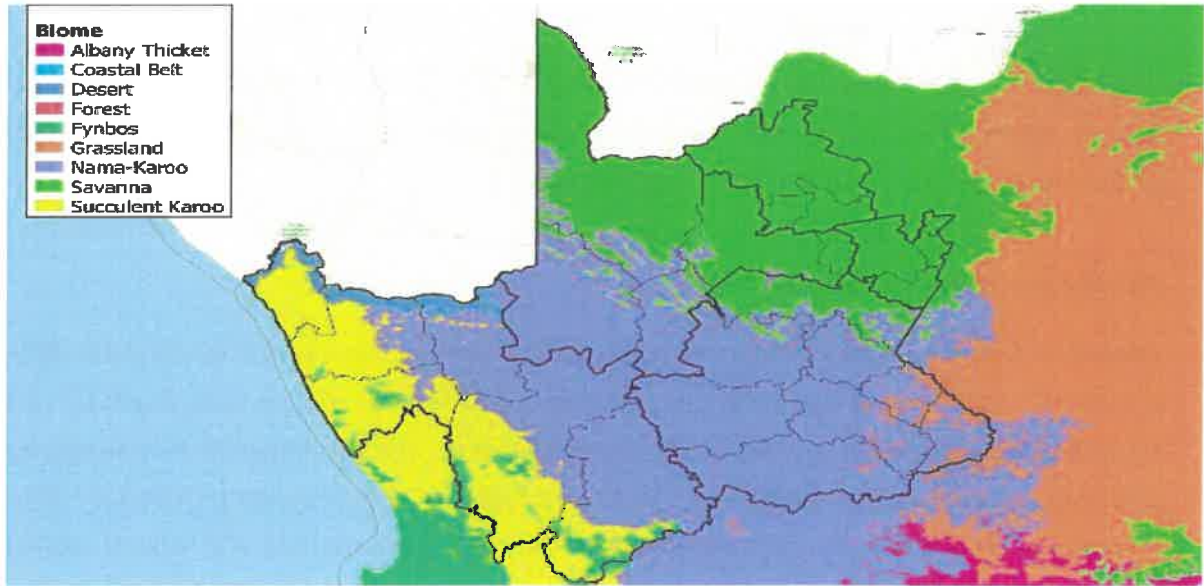 Biome
Albany Thicket
Coastal Belt
Desert
Forest
Fynbos
Grassland
Nama-Karoo
Savanna
Succulent Karoo